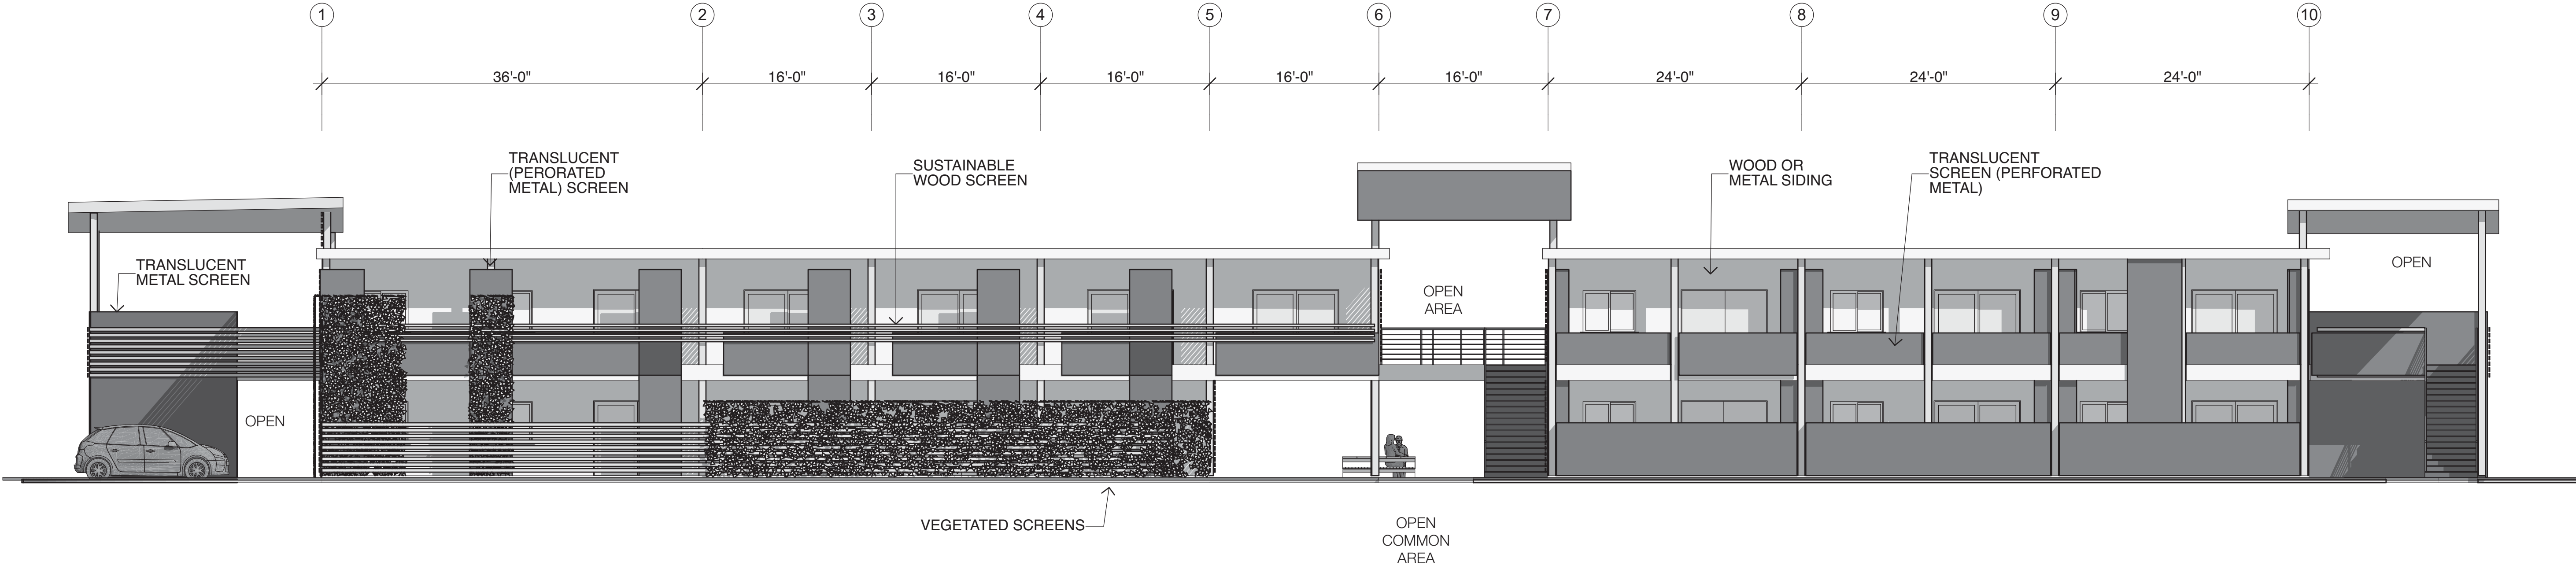 1 2 3 4 5 6 7 8 9 10
36'-0" 16'-0" 16'-0" 16'-0" 16'-0" 16'-0" 24'-0" 24'-0" 24'-0"
TRANSLUCENT
(PERORATED
METAL) SCREEN
SUSTAINABLE
WOOD SCREEN
WOOD OR
METAL SIDING
TRANSLUCENT
SCREEN (PERFORATED
METAL)
TRANSLUCENT
METAL SCREEN
OPEN
AREA
OPEN
OPEN
VEGETATED SCREENS
OPEN
COMMON
AREA